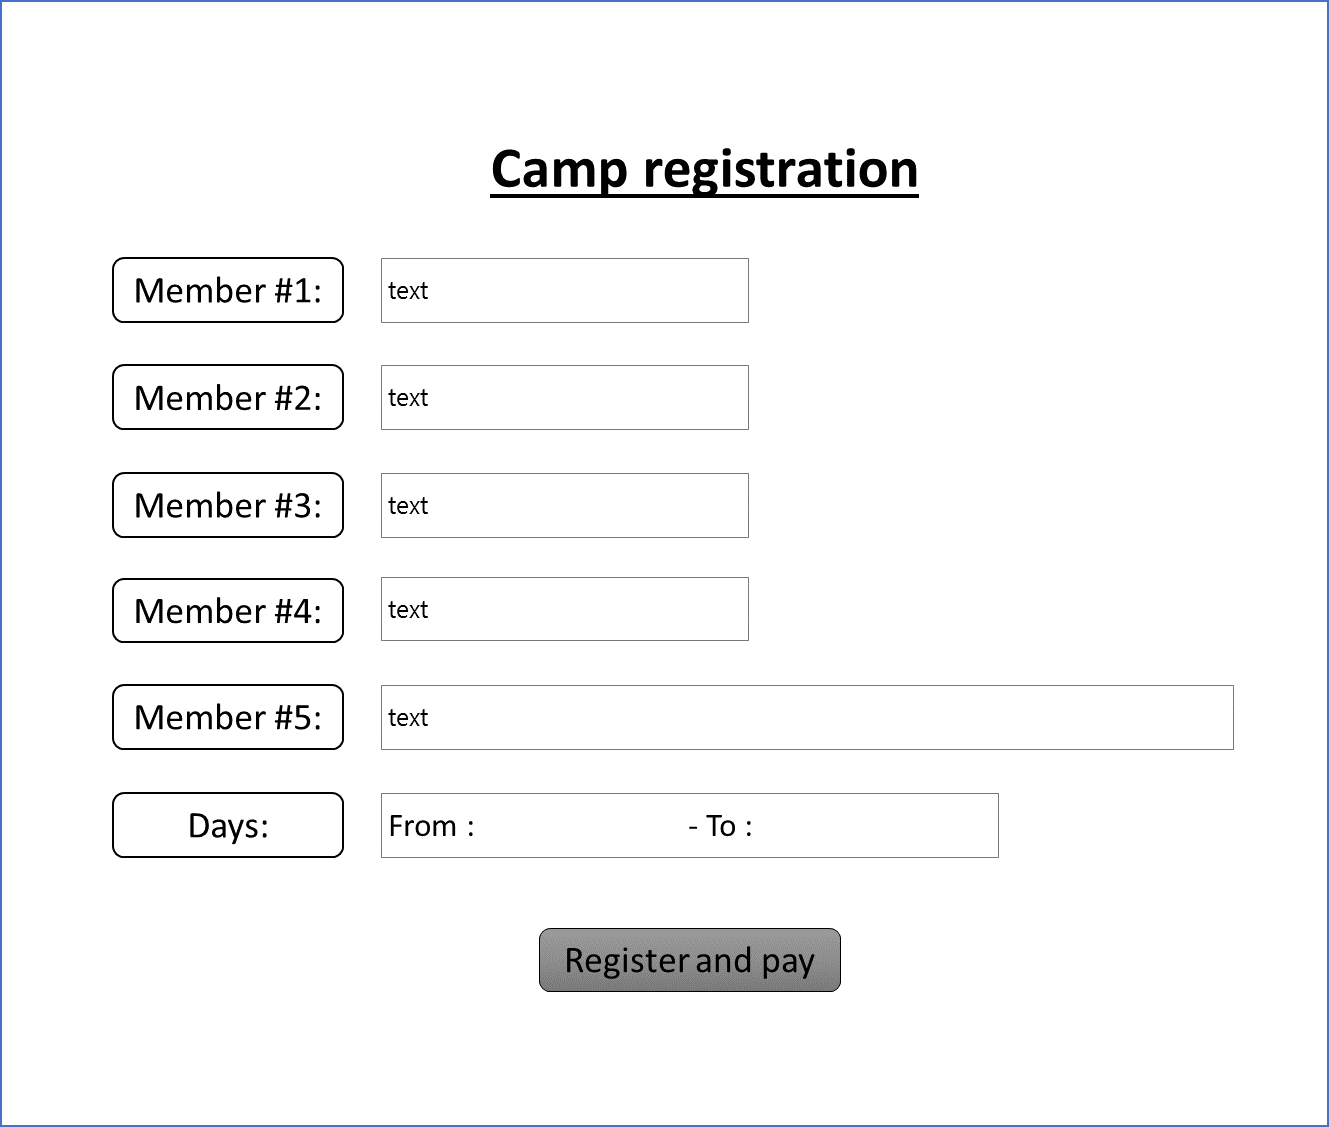 Camp registration
Member #1: text
Member #2: text
Member #3: text
Member #4: text
Member #5: text
Days: From : - To :
Register and pay